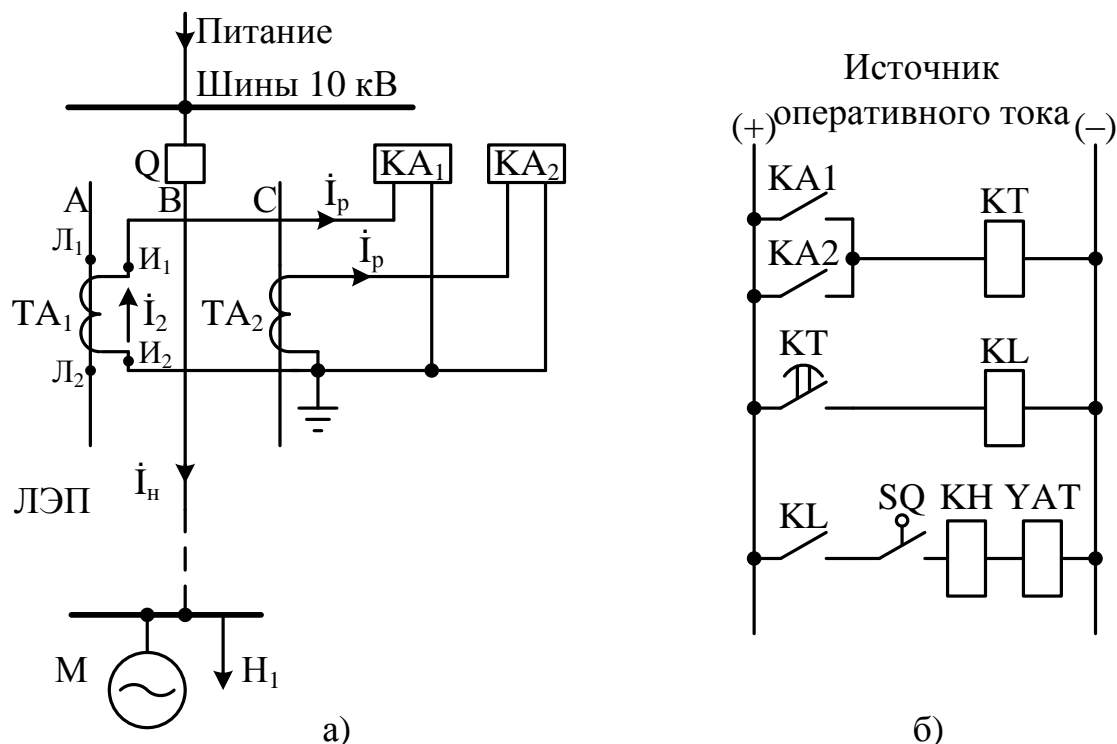 Питание
Шины 10 кВ
Q
KA₁
KA₂
A
B
C
İр
Л₁
И₁
İр
TA₁
İ₂
TA₂
Л₂
И₂
İн
ЛЭП
M
Н₁
а)
Источник
оперативного тока
(+)
(–)
KA1
KT
KA2
KT
KL
KL
SQ
KH
YAT
б)